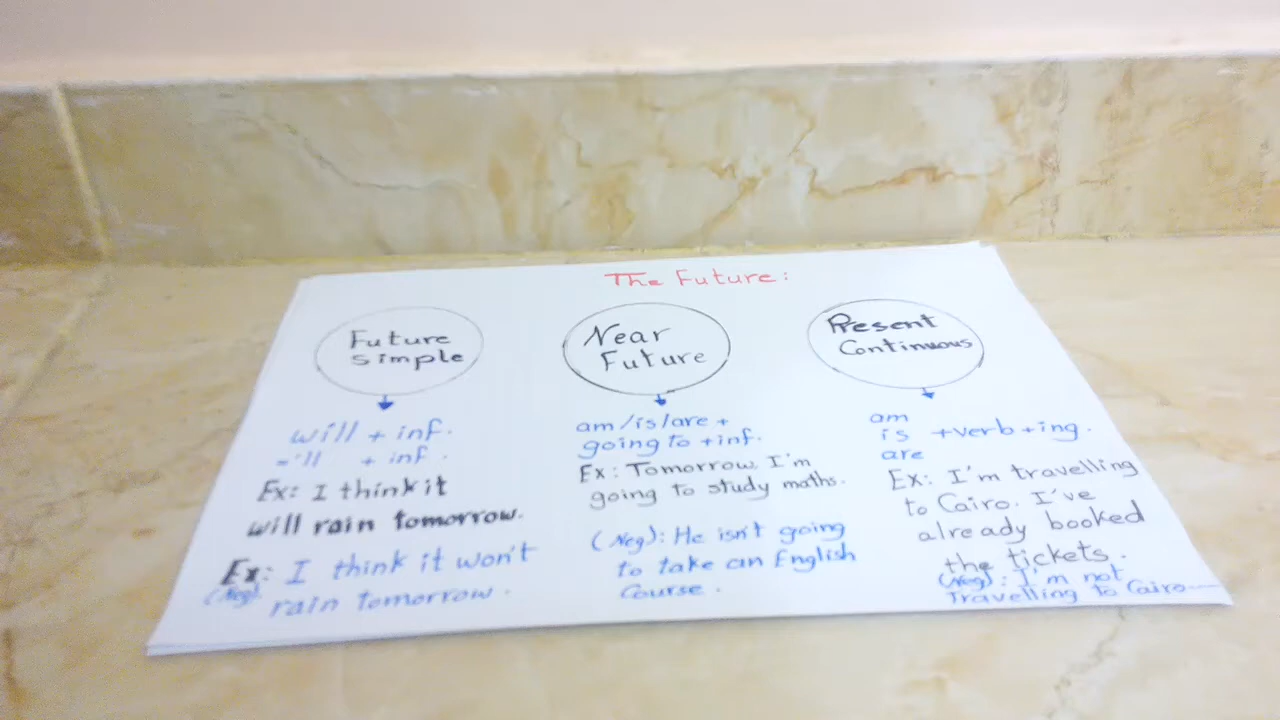 The Future:
Future
simple
will + inf.
='ll + inf.
Ex: I think it
will rain tomorrow.
Ex: I think it won't
(Neg).
rain tomorrow.
Near
Future
am/is/are +
going to + inf.
Ex: Tomorrow, I'm
going to study maths.
(Neg): He isn't going
to take an English
Course.
Present
Continuous
am
is +verb+ing.
are
Ex: I'm travelling
to Cairo. I've
already booked
the tickets.
(Neg): I'm not
Travelling to Cairo....